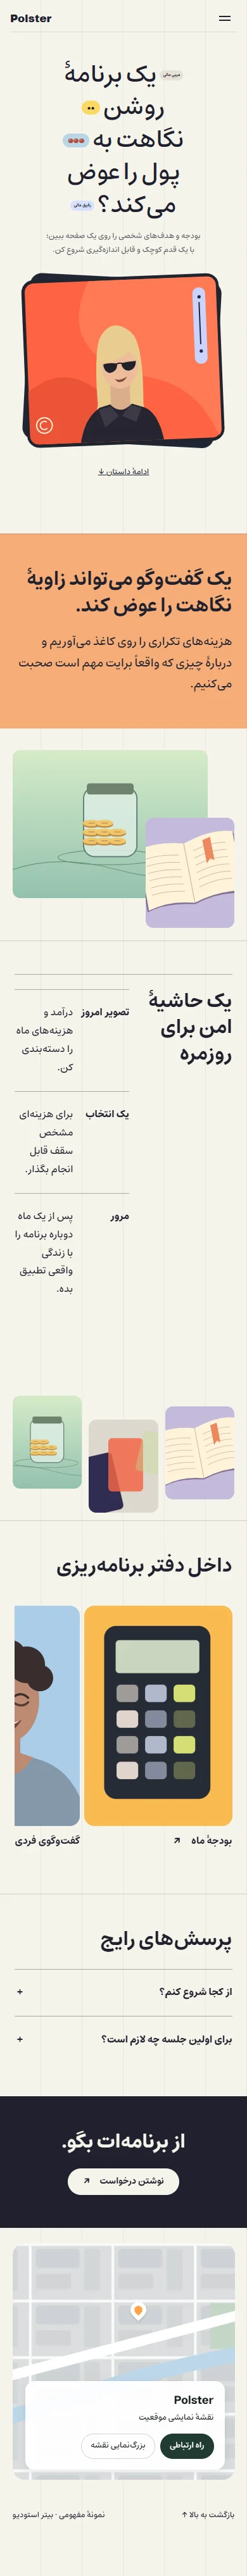 Polster
یک برنامهٔ
مربی مالی
روشن
نگاهت به
پول را عوض
می‌کند؟
رفیق مالی
بودجه و هدف‌های شخصی را روی یک صفحه ببین؛
با یک قدم کوچک و قابل اندازه‌گیری شروع کن.
ادامهٔ داستان ↓
یک گفت‌وگو می‌تواند زاویهٔ
نگاهت را عوض کند.
هزینه‌های تکراری را روی کاغذ می‌آوریم و
دربارهٔ چیزی که واقعاً برایت مهم است صحبت
می‌کنیم.
یک حاشیهٔ
امن برای
روزمره
تصویر امروز
درآمد و
هزینه‌های ماه
را دسته‌بندی
کن.
یک انتخاب
برای هزینه‌ای
مشخص
سقف قابل
انجام بگذار.
مرور
پس از یک ماه
دوباره برنامه را
با زندگی
واقعی تطبیق
بده.
داخل دفتر برنامه‌ریزی
بودجهٔ ماه ↗
گفت‌وگوی فردی
پرسش‌های رایج
از کجا شروع کنم؟ +
برای اولین جلسه چه لازم است؟ +
از برنامه‌ات بگو.
نوشتن درخواست ↗
Polster
نقشهٔ نمایشی موقعیت
راه ارتباطی
بزرگ‌نمایی نقشه
بازگشت به بالا ↑
نمونهٔ مفهومی · بیتر استودیو